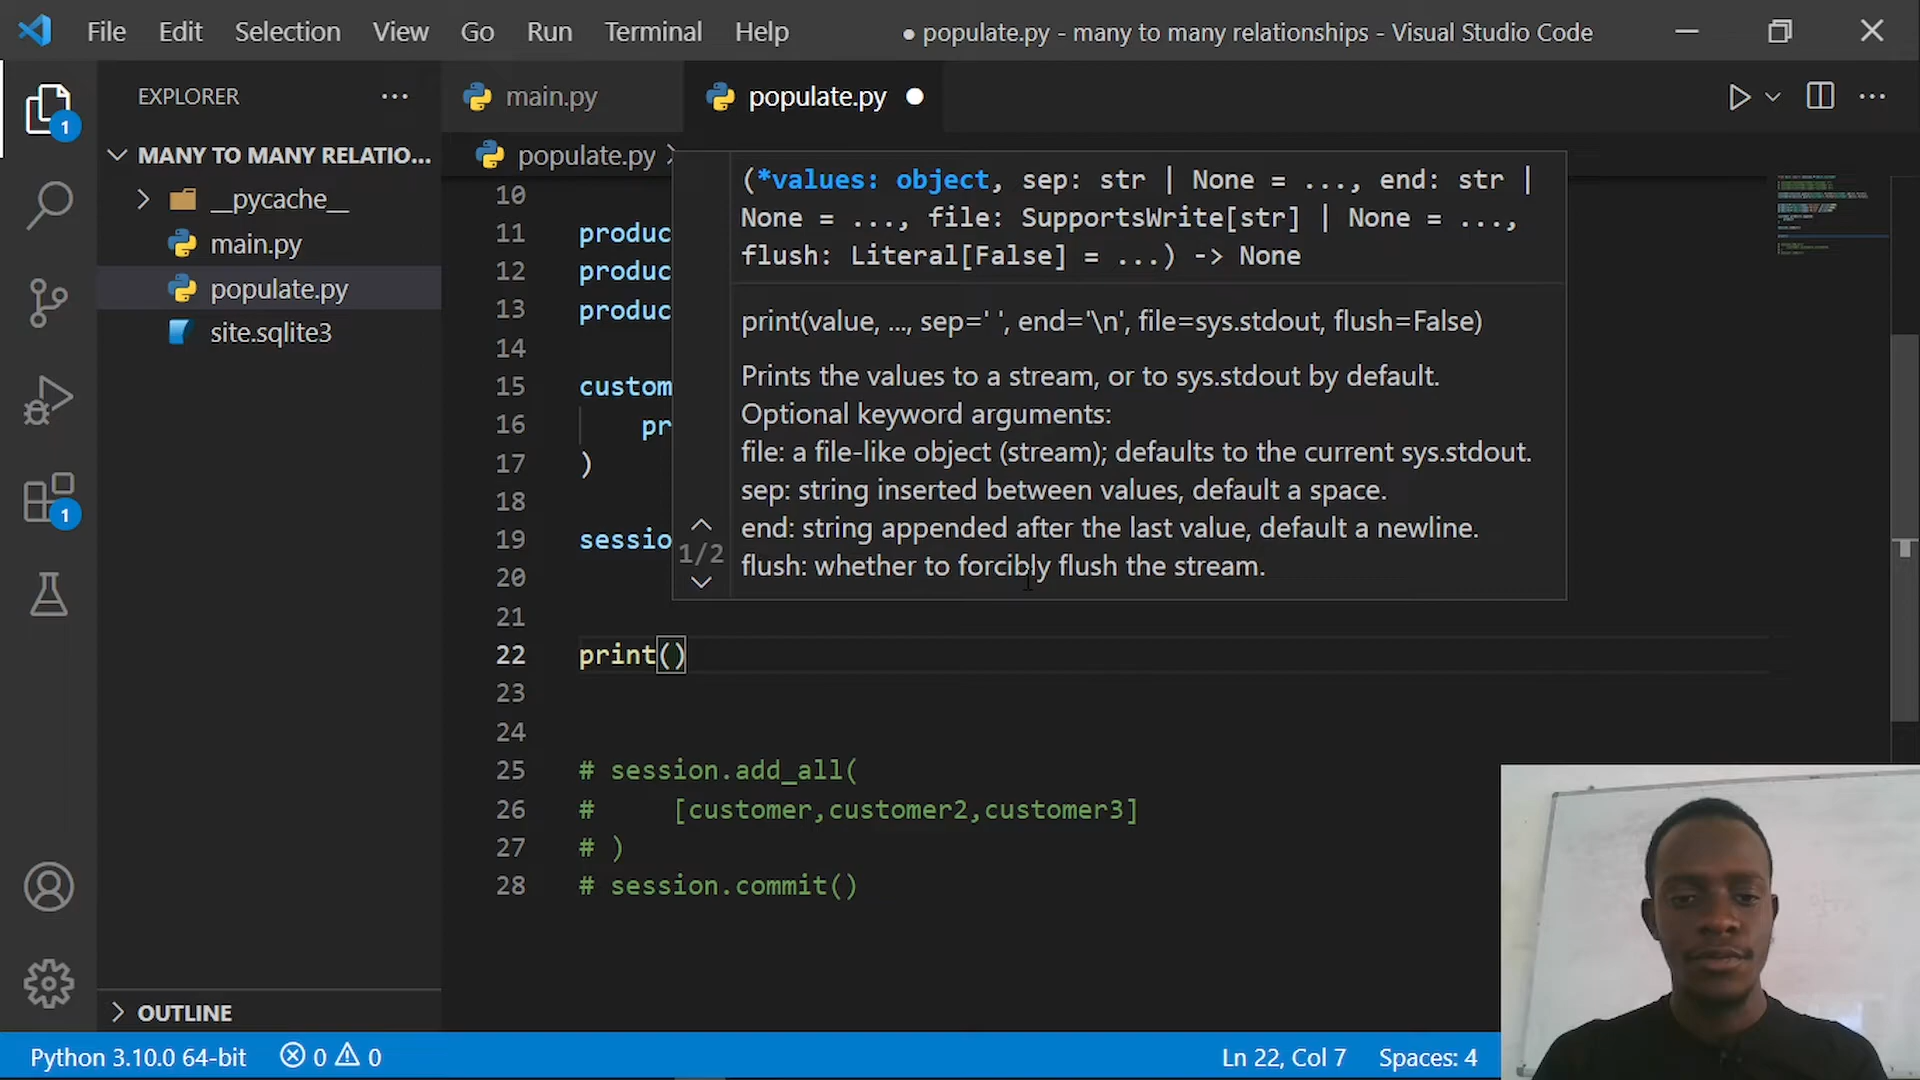 File Edit Selection View Go Run Terminal Help
● populate.py - many to many relationships - Visual Studio Code
EXPLORER
MANY TO MANY RELATIO...
__pycache__
main.py
populate.py
site.sqlite3
OUTLINE
main.py
populate.py
populate.py
10
11 produc
12 produc
13 produc
14
15 custom
16 pr
17 )
18
19 sessio
20
21
22 print()
23
24
25 # session.add_all(
26 # [customer,customer2,customer3]
27 # )
28 # session.commit()
(*values: object, sep: str | None = ..., end: str |
None = ..., file: SupportsWrite[str] | None = ...,
flush: Literal[False] = ...) -> None
print(value, ..., sep=' ', end='\n', file=sys.stdout, flush=False)
Prints the values to a stream, or to sys.stdout by default.
Optional keyword arguments:
file: a file-like object (stream); defaults to the current sys.stdout.
sep: string inserted between values, default a space.
end: string appended after the last value, default a newline.
flush: whether to forcibly flush the stream.
1/2
1
1
Python 3.10.0 64-bit 0 0
Ln 22, Col 7 Spaces: 4